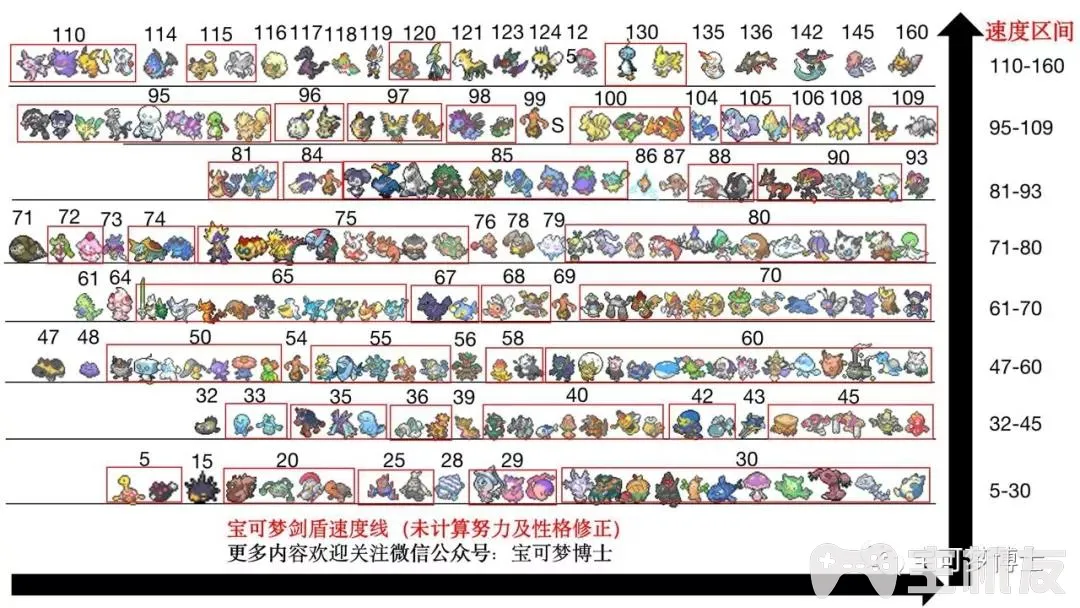 110 114 115 116 117 118 119 120 121 123 124 12 5 130 135 136 142 145 160 速度区间
110-160
95 96 97 98 99 S 100 104 105 106 108 109 95-109
81 84 85 86 87 88 90 93 81-93
71 72 73 74 75 76 78 79 80 71-80
61 64 65 67 68 69 70 61-70
47 48 50 54 55 56 58 60 47-60
32 33 35 36 39 40 42 43 45 32-45
5 15 20 25 28 29 30 5-30
宝可梦剑盾速度线（未计算努力及性格修正）
更多内容欢迎关注微信公众号：宝可梦博士
可梦博士